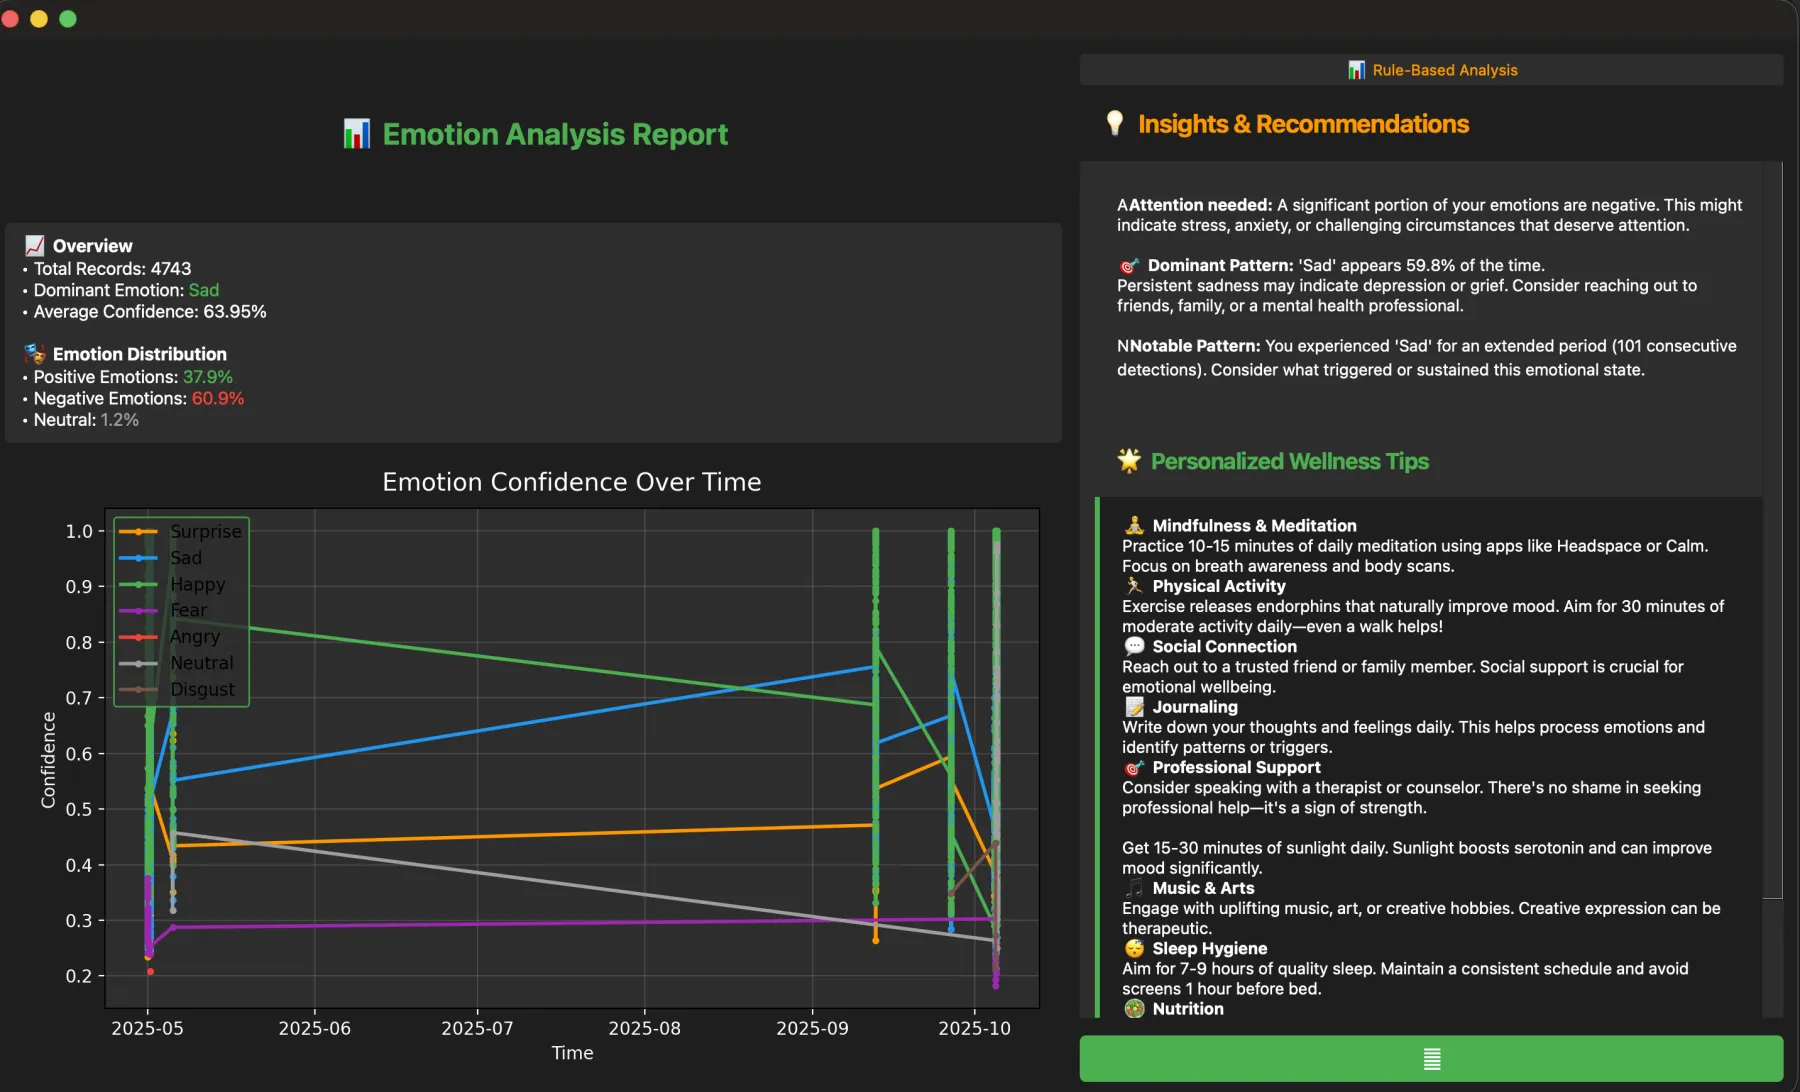 Emotion Analysis Report
Overview
• Total Records: 4743
• Dominant Emotion: Sad
• Average Confidence: 63.95%
Emotion Distribution
• Positive Emotions: 37.9%
• Negative Emotions: 60.9%
• Neutral: 1.2%
Emotion Confidence Over Time
Surprise
Sad
Happy
Fear
Angry
Neutral
Disgust
1.0
0.9
0.8
0.7
0.6
0.5
0.4
0.3
0.2
Confidence
2025-05 2025-06 2025-07 2025-08 2025-09 2025-10
Time
Rule-Based Analysis
Insights & Recommendations
AAttention needed: A significant portion of your emotions are negative. This might
indicate stress, anxiety, or challenging circumstances that deserve attention.
Dominant Pattern: 'Sad' appears 59.8% of the time.
Persistent sadness may indicate depression or grief. Consider reaching out to
friends, family, or a mental health professional.
NNotable Pattern: You experienced 'Sad' for an extended period (101 consecutive
detections). Consider what triggered or sustained this emotional state.
Personalized Wellness Tips
Mindfulness & Meditation
Practice 10-15 minutes of daily meditation using apps like Headspace or Calm.
Focus on breath awareness and body scans.
Physical Activity
Exercise releases endorphins that naturally improve mood. Aim for 30 minutes of
moderate activity daily—even a walk helps!
Social Connection
Reach out to a trusted friend or family member. Social support is crucial for
emotional wellbeing.
Journaling
Write down your thoughts and feelings daily. This helps process emotions and
identify patterns or triggers.
Professional Support
Consider speaking with a therapist or counselor. There's no shame in seeking
professional help—it's a sign of strength.
Get 15-30 minutes of sunlight daily. Sunlight boosts serotonin and can improve
mood significantly.
Music & Arts
Engage with uplifting music, art, or creative hobbies. Creative expression can be
therapeutic.
Sleep Hygiene
Aim for 7-9 hours of quality sleep. Maintain a consistent schedule and avoid
screens 1 hour before bed.
Nutrition